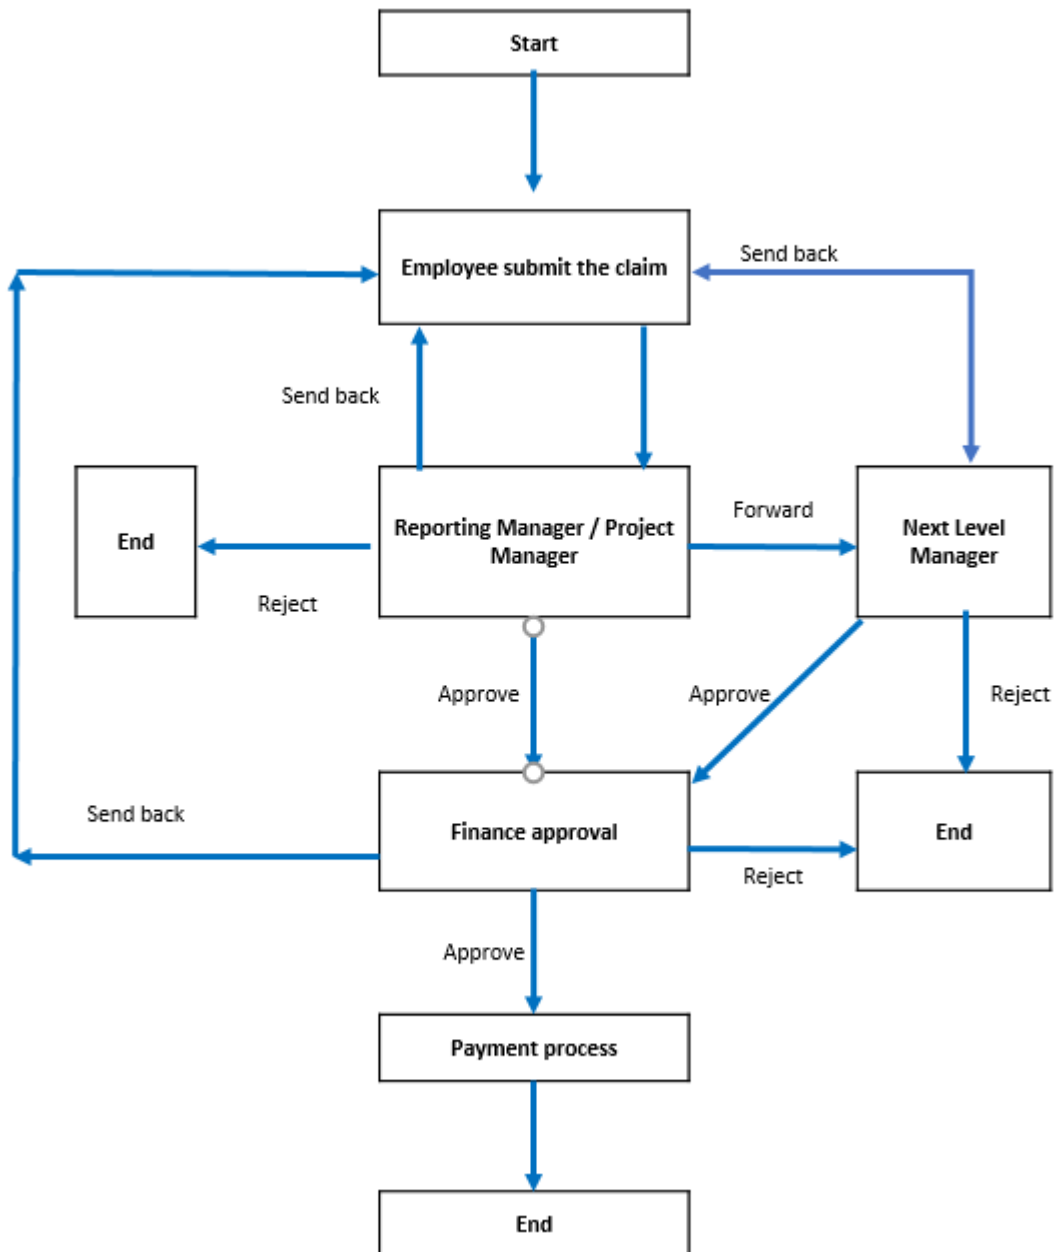 Start
Employee submit the claim
Send back
Send back
End
Reporting Manager / Project
Manager
Forward
Next Level
Manager
Reject
Approve
Approve
Reject
Send back
Finance approval
End
Reject
Approve
Payment process
End